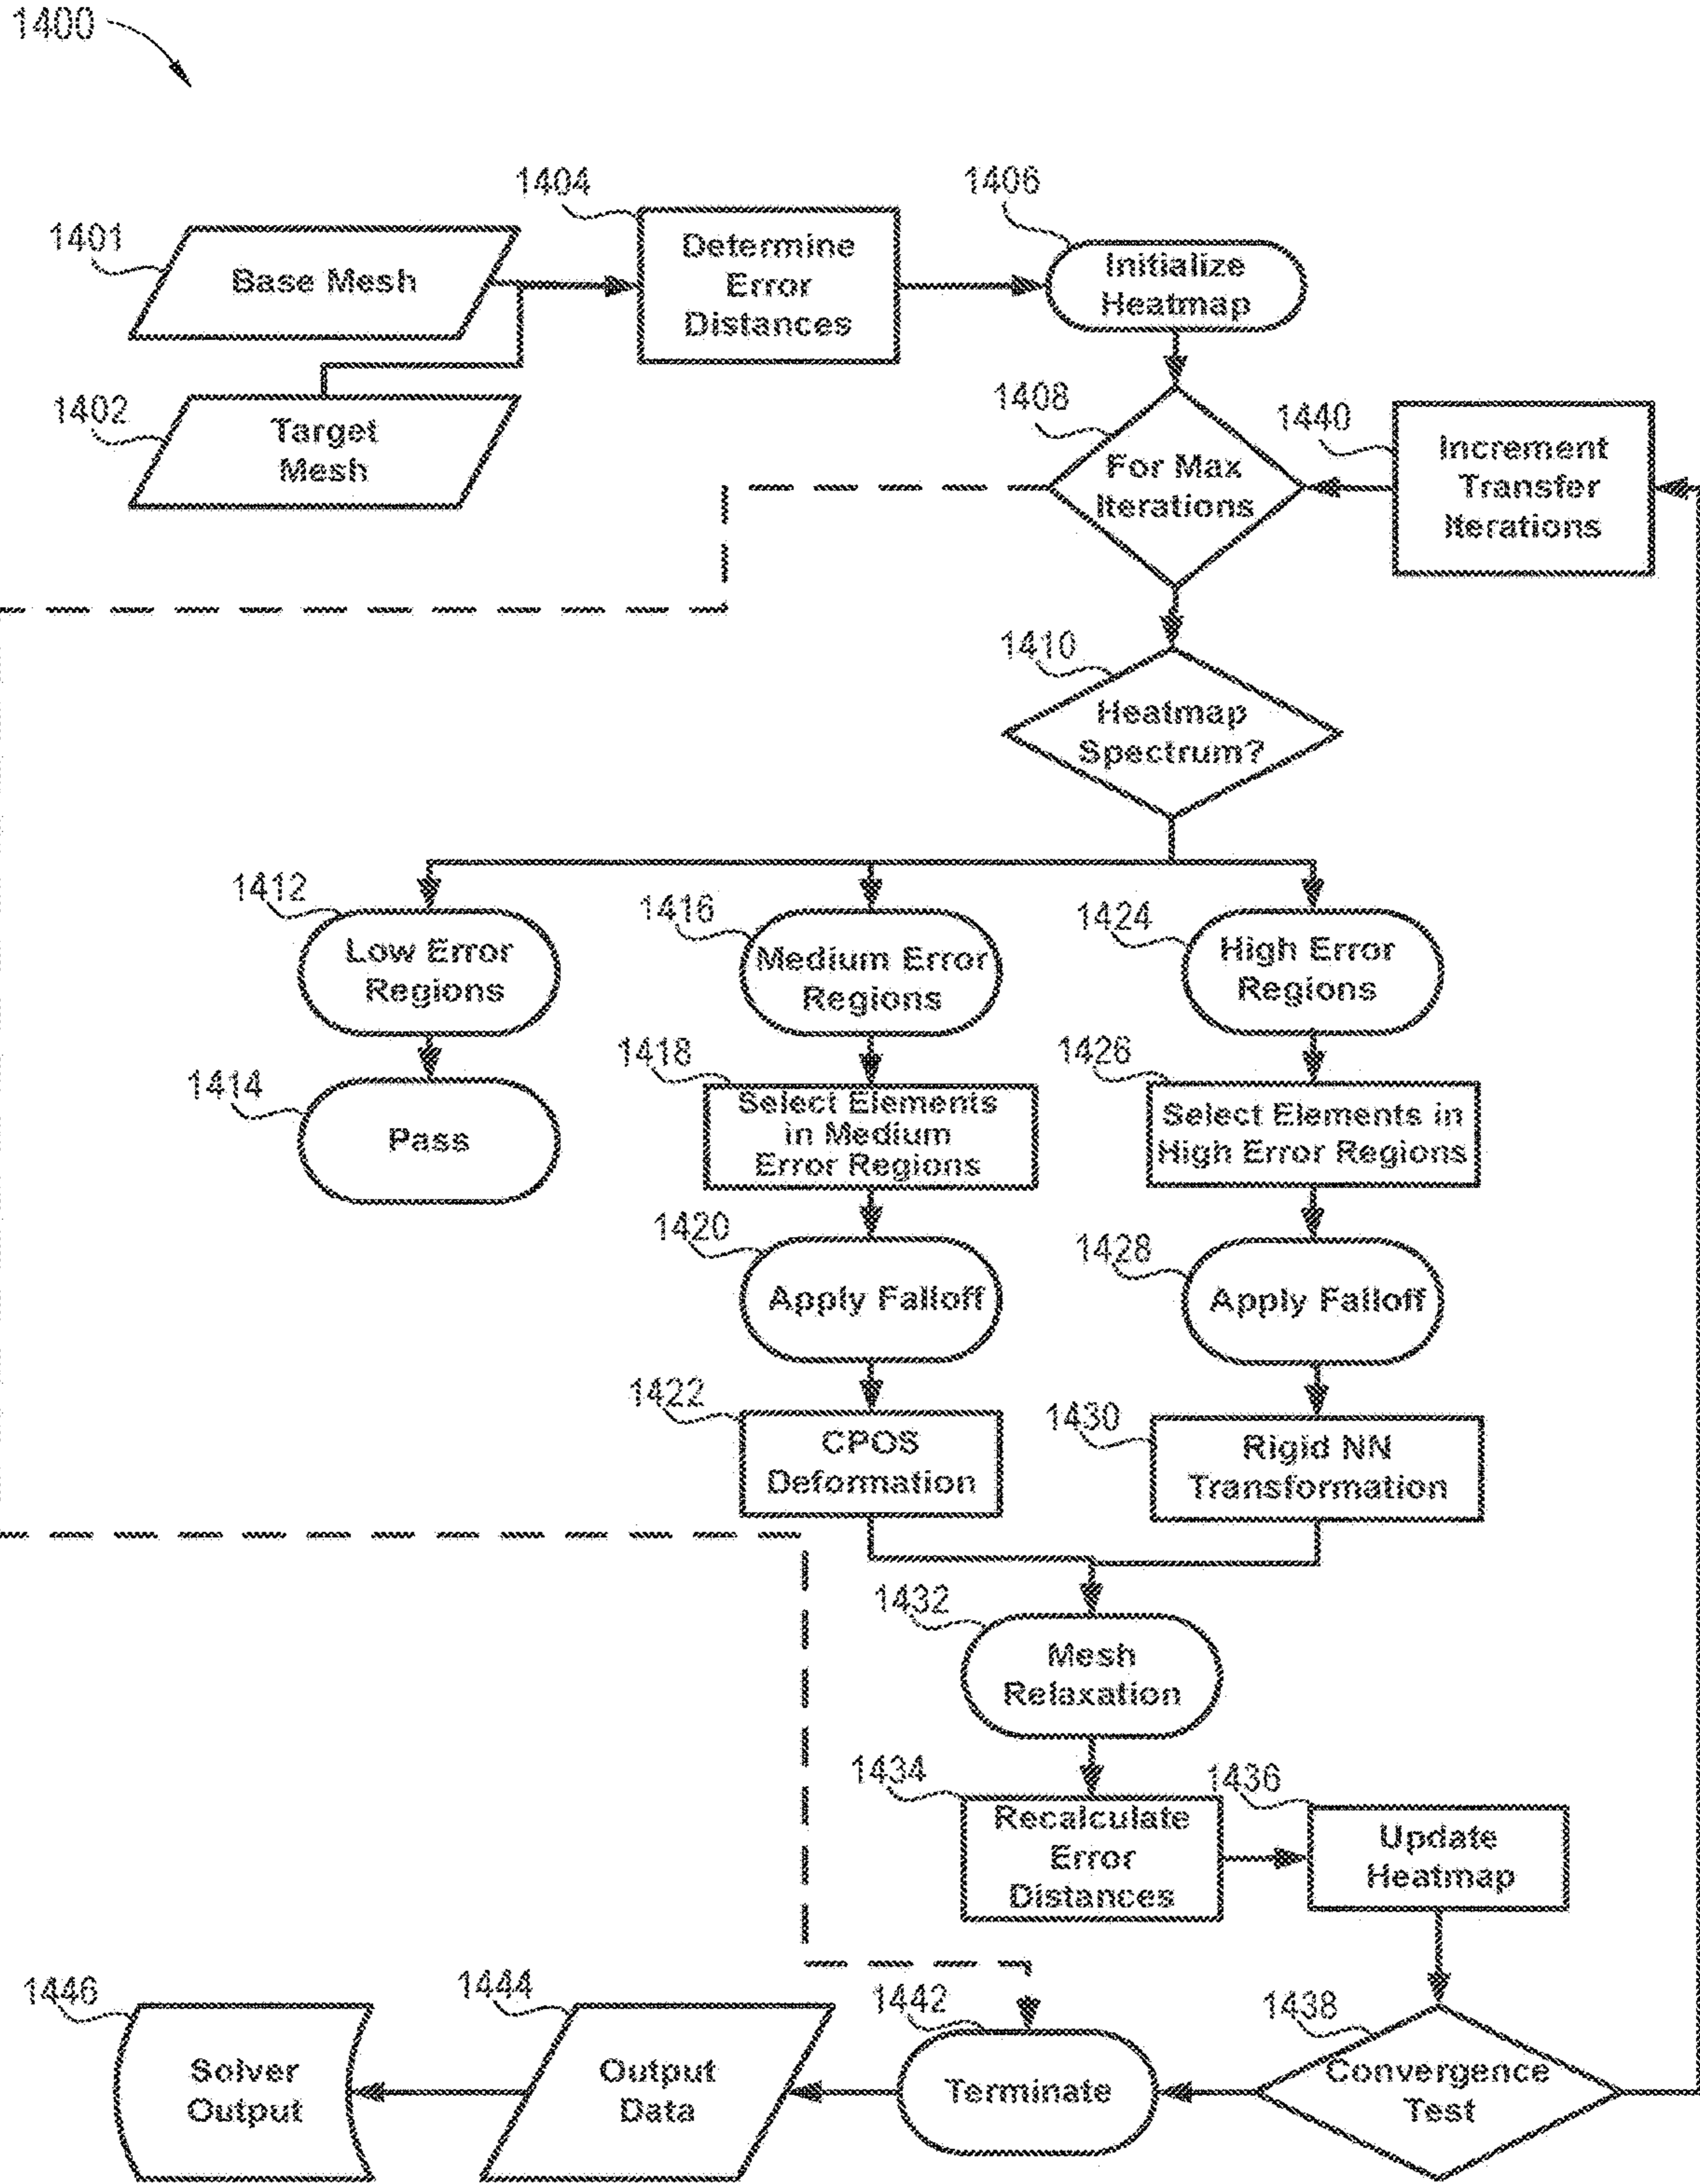 1400
1401
Base Mesh
1402
Target
Mesh
1404
Determine
Error
Distances
1406
Initialize
Heatmap
1408
For Max
Iterations
1440
Increment
Transfer
Iterations
1410
Heatmap
Spectrum?
1412
Low Error
Regions
1414
Pass
1416
Medium Error
Regions
1418
Select Elements
in Medium
Error Regions
1420
Apply Falloff
1422
CPOS
Deformation
1424
High Error
Regions
1426
Select Elements in
High Error Regions
1428
Apply Falloff
1430
Rigid NN
Transformation
1432
Mesh
Relaxation
1434
Recalculate
Error
Distances
1436
Update
Heatmap
1438
Convergence
Test
1442
Terminate
1444
Output
Data
1446
Solver
Output